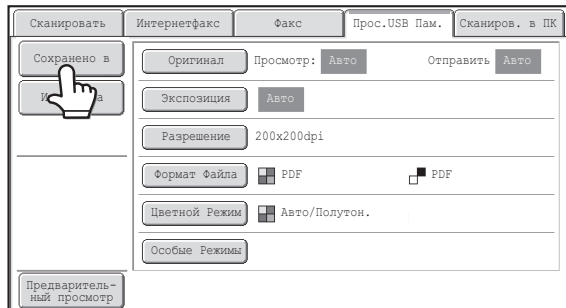 Сканировать Интернетфакс Факс Прос.USB Пам. Сканиров. в ПК
Сохранено в
Оригинал Просмотр: Авто Отправить Авто
Экспозиция Авто
Разрешение 200x200dpi
Формат Файла PDF PDF
Цветной Режим Авто/Полутон.
Особые Режимы
Предваритель-
ный просмотр